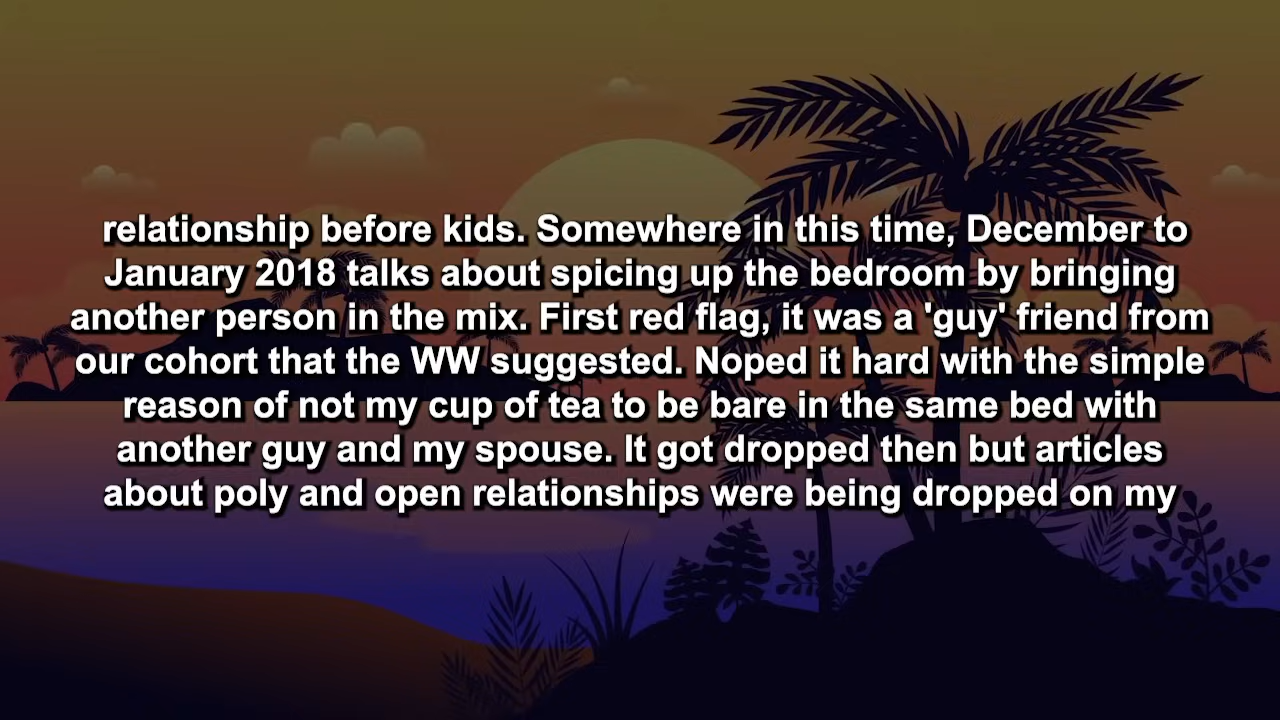 relationship before kids. Somewhere in this time, December to
January 2018 talks about spicing up the bedroom by bringing
another person in the mix. First red flag, it was a 'guy' friend from
our cohort that the WW suggested. Noped it hard with the simple
reason of not my cup of tea to be bare in the same bed with
another guy and my spouse. It got dropped then but articles
about poly and open relationships were being dropped on my